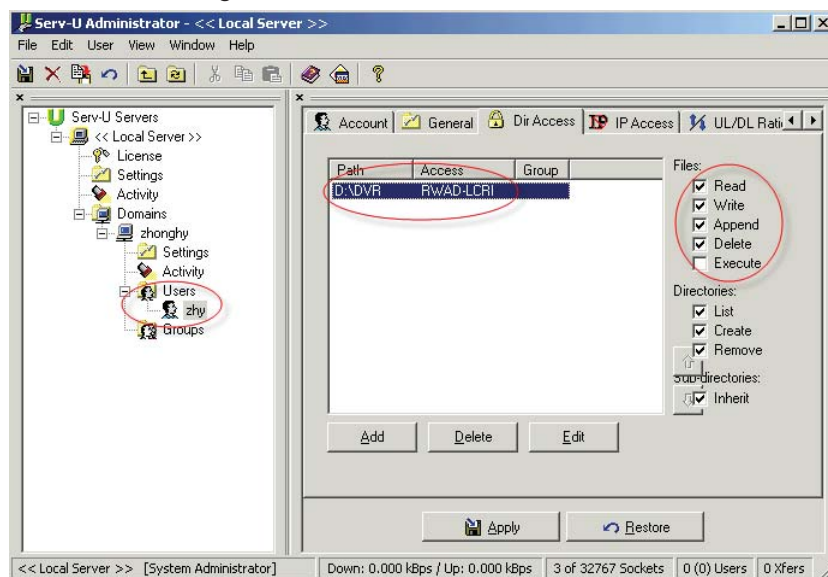 Serv-U Administrator - << Local Server >>
File Edit User View Window Help
Serv-U Servers
<< Local Server >>
License
Settings
Activity
Domains
zhonghy
Settings
Activity
Users
zhy
Groups
Account General Dir Access IP Access UL/DL Rati
Path Access Group
D:\DVR RWAD-LCRI
Files:
Read
Write
Append
Delete
Execute
Directories:
List
Create
Remove
Sub-directories:
Inherit
Add Delete Edit
Apply Restore
<< Local Server >> [System Administrator] Down: 0.000 kBps / Up: 0.000 kBps 3 of 32767 Sockets 0 (0) Users 0 Xfers